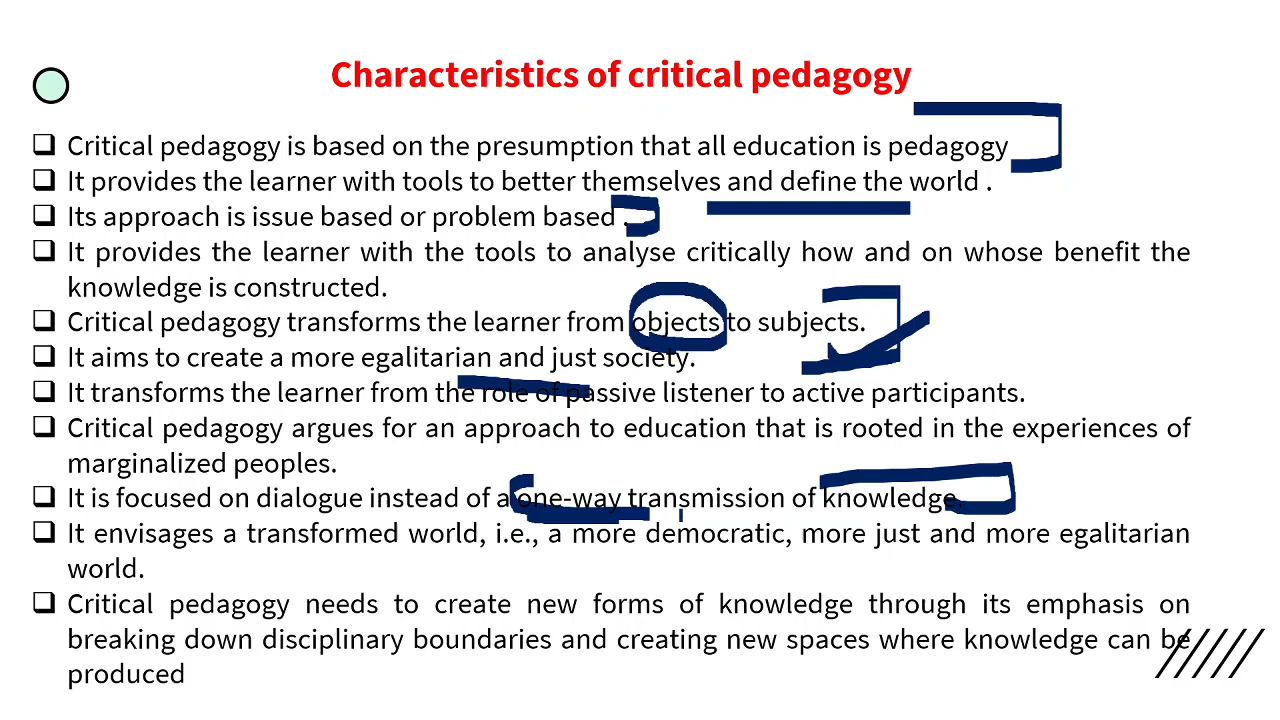 Characteristics of critical pedagogy
Critical pedagogy is based on the presumption that all education is pedagogy
It provides the learner with tools to better themselves and define the world .
Its approach is issue based or problem based .
It provides the learner with the tools to analyse critically how and on whose benefit the
knowledge is constructed.
Critical pedagogy transforms the learner from objects to subjects.
It aims to create a more egalitarian and just society.
It transforms the learner from the role of passive listener to active participants.
Critical pedagogy argues for an approach to education that is rooted in the experiences of
marginalized peoples.
It is focused on dialogue instead of a one-way transmission of knowledge.
It envisages a transformed world, i.e., a more democratic, more just and more egalitarian
world.
Critical pedagogy needs to create new forms of knowledge through its emphasis on
breaking down disciplinary boundaries and creating new spaces where knowledge can be
produced